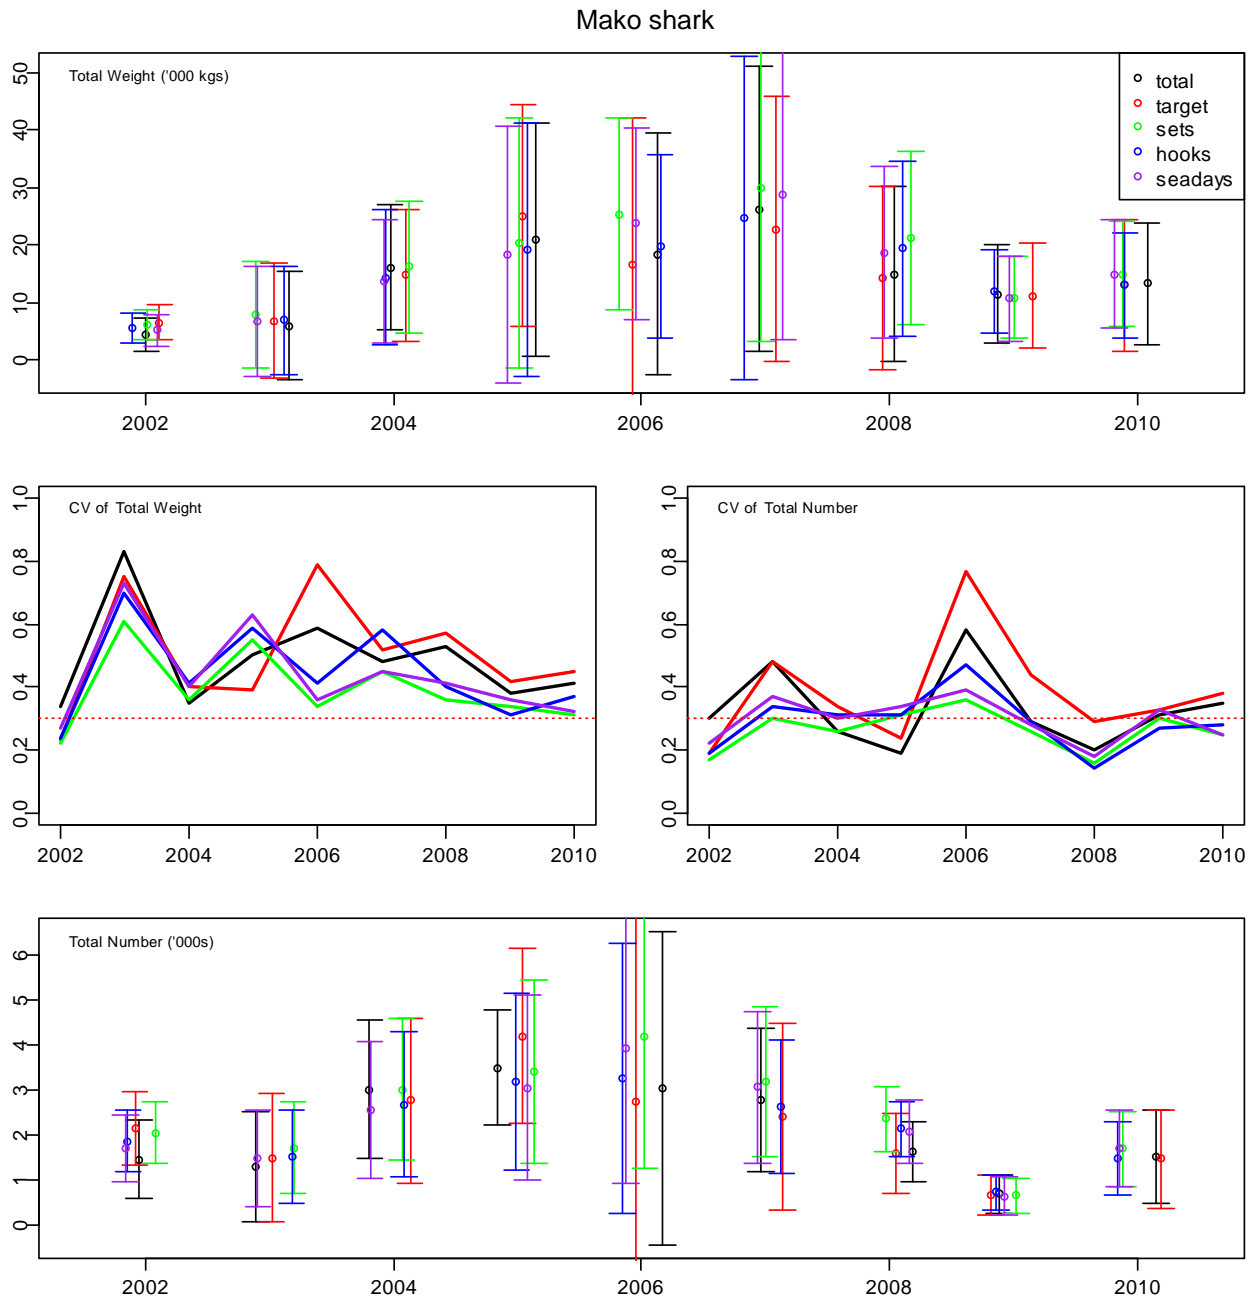 Mako shark
Total Weight ('000 kgs)
total
target
sets
hooks
seadays
50
40
30
20
10
0
2002 2004 2006 2008 2010
CV of Total Weight
1.0
0.8
0.6
0.4
0.2
0.0
2002 2004 2006 2008 2010
CV of Total Number
1.0
0.8
0.6
0.4
0.2
0.0
2002 2004 2006 2008 2010
Total Number ('000s)
6
5
4
3
2
1
0
2002 2004 2006 2008 2010